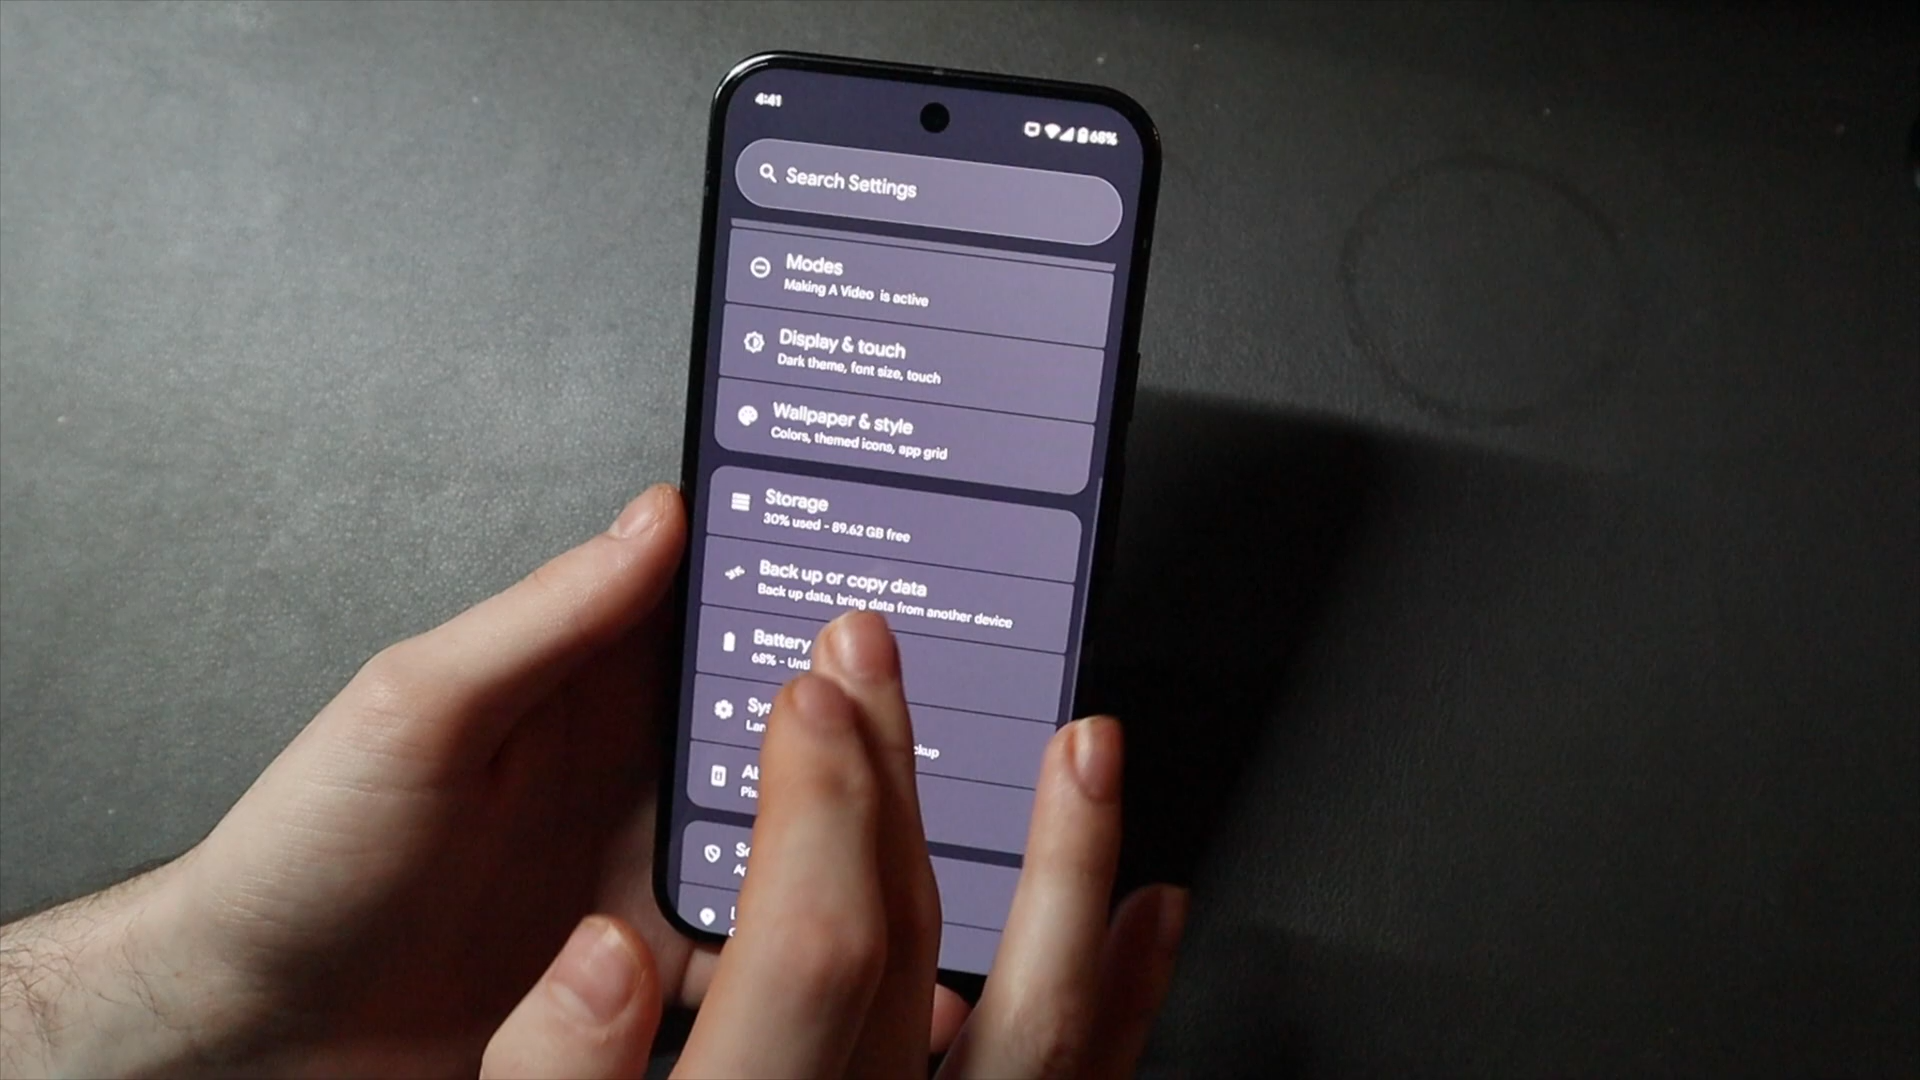 4:41
68%
Search Settings
Modes
Making A Video is active
Display & touch
Dark theme, font size, touch
Wallpaper & style
Colors, themed icons, app grid
Storage
30% used - 89.62 GB free
Back up or copy data
Back up data, bring data from another device
Battery
68% -